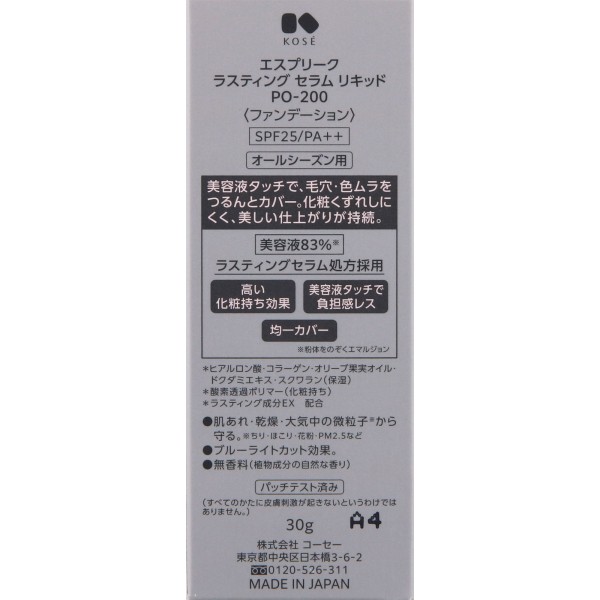 KOSÉ
エスプリーク
ラスティング セラム リキッド
PO-200
〈ファンデーション〉
SPF25/PA++
オールシーズン用
美容液タッチで、毛穴・色ムラを
つるんとカバー。化粧くずれしに
くく、美しい仕上がりが持続。
美容液83%※
ラスティングセラム処方採用
高い
化粧持ち効果
美容液タッチで
負担感レス
均一カバー
※粉体をのぞくエマルジョン
*ヒアルロン酸・コラーゲン・オリーブ果実オイル・
ドクダミエキス・スクワラン(保湿)
*酸素透過ポリマー(化粧持ち)
*ラスティング成分EX 配合
●肌あれ・乾燥・大気中の微粒子※から
守る。※ちり・ほこり・花粉・PM2.5など
●ブルーライトカット効果。
●無香料(植物成分の自然な香り)
パッチテスト済み
(すべてのかたに皮膚刺激が起きないというわけでは
ありません。)
30g A4
株式会社 コーセー
東京都中央区日本橋3-6-2
0120-526-311
MADE IN JAPAN